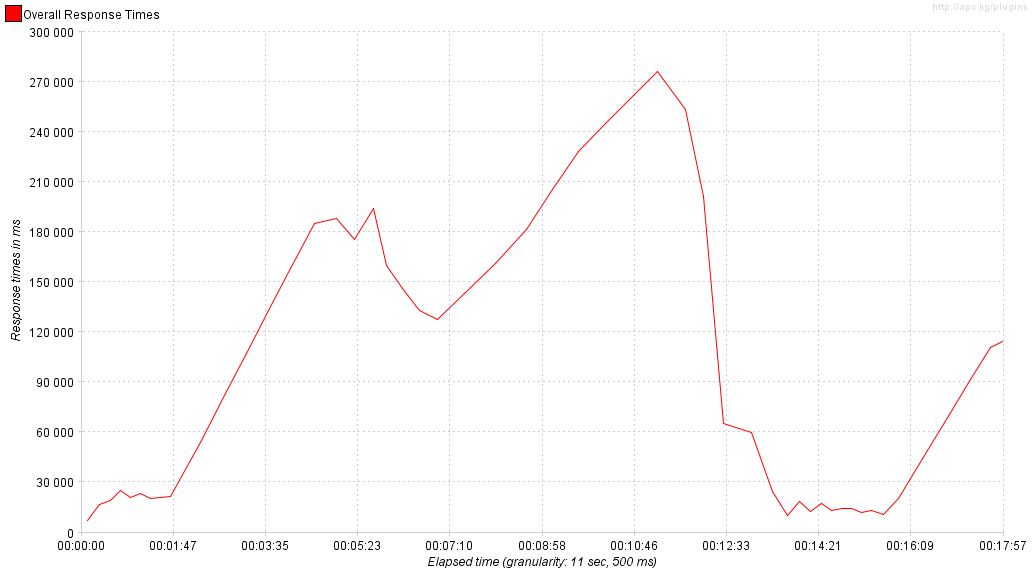 http://apc.kg/plugins
Overall Response Times
300 000
270 000
240 000
210 000
180 000
150 000
120 000
90 000
60 000
30 000
0
Response times in ms
00:00:00 00:01:47 00:03:35 00:05:23 00:07:10 00:08:58 00:10:46 00:12:33 00:14:21 00:16:09 00:17:57
Elapsed time (granularity: 11 sec, 500 ms)